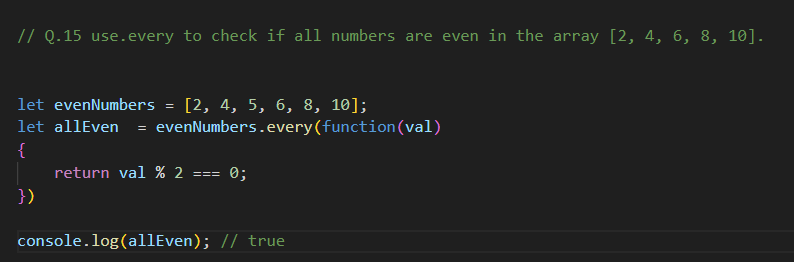 // Q.15 use.every to check if all numbers are even in the array [2, 4, 6, 8, 10].
let evenNumbers = [2, 4, 5, 6, 8, 10];
let allEven  = evenNumbers.every(function(val)
{
    return val % 2 === 0;
})
console.log(allEven); // true